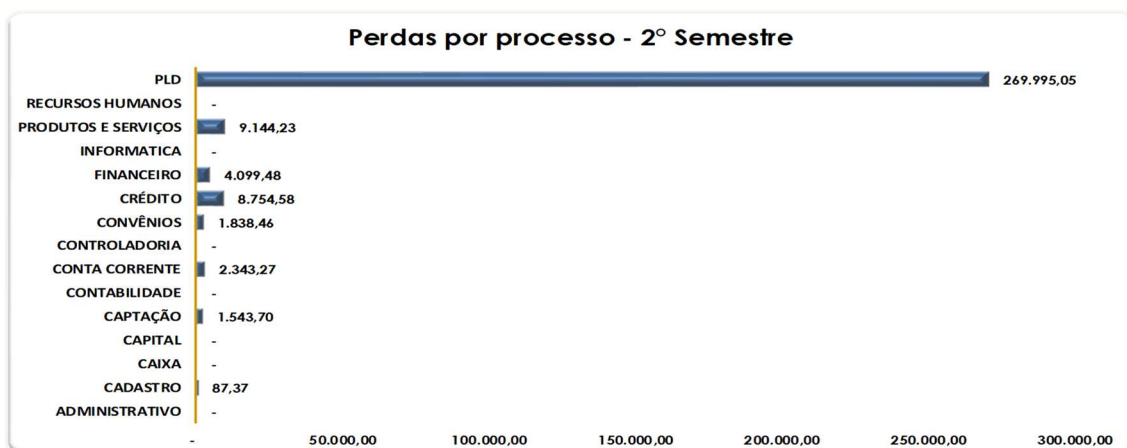 Perdas por processo - 2° Semestre
PLD 269.995,05
RECURSOS HUMANOS -
PRODUTOS E SERVIÇOS 9.144,23
INFORMATICA -
FINANCEIRO 4.099,48
CRÉDITO 8.754,58
CONVÊNIOS 1.838,46
CONTROLADORIA -
CONTA CORRENTE 2.343,27
CONTABILIDADE -
CAPTAÇÃO 1.543,70
CAPITAL -
CAIXA -
CADASTRO 87,37
ADMINISTRATIVO -
- 50.000,00 100.000,00 150.000,00 200.000,00 250.000,00 300.000,00